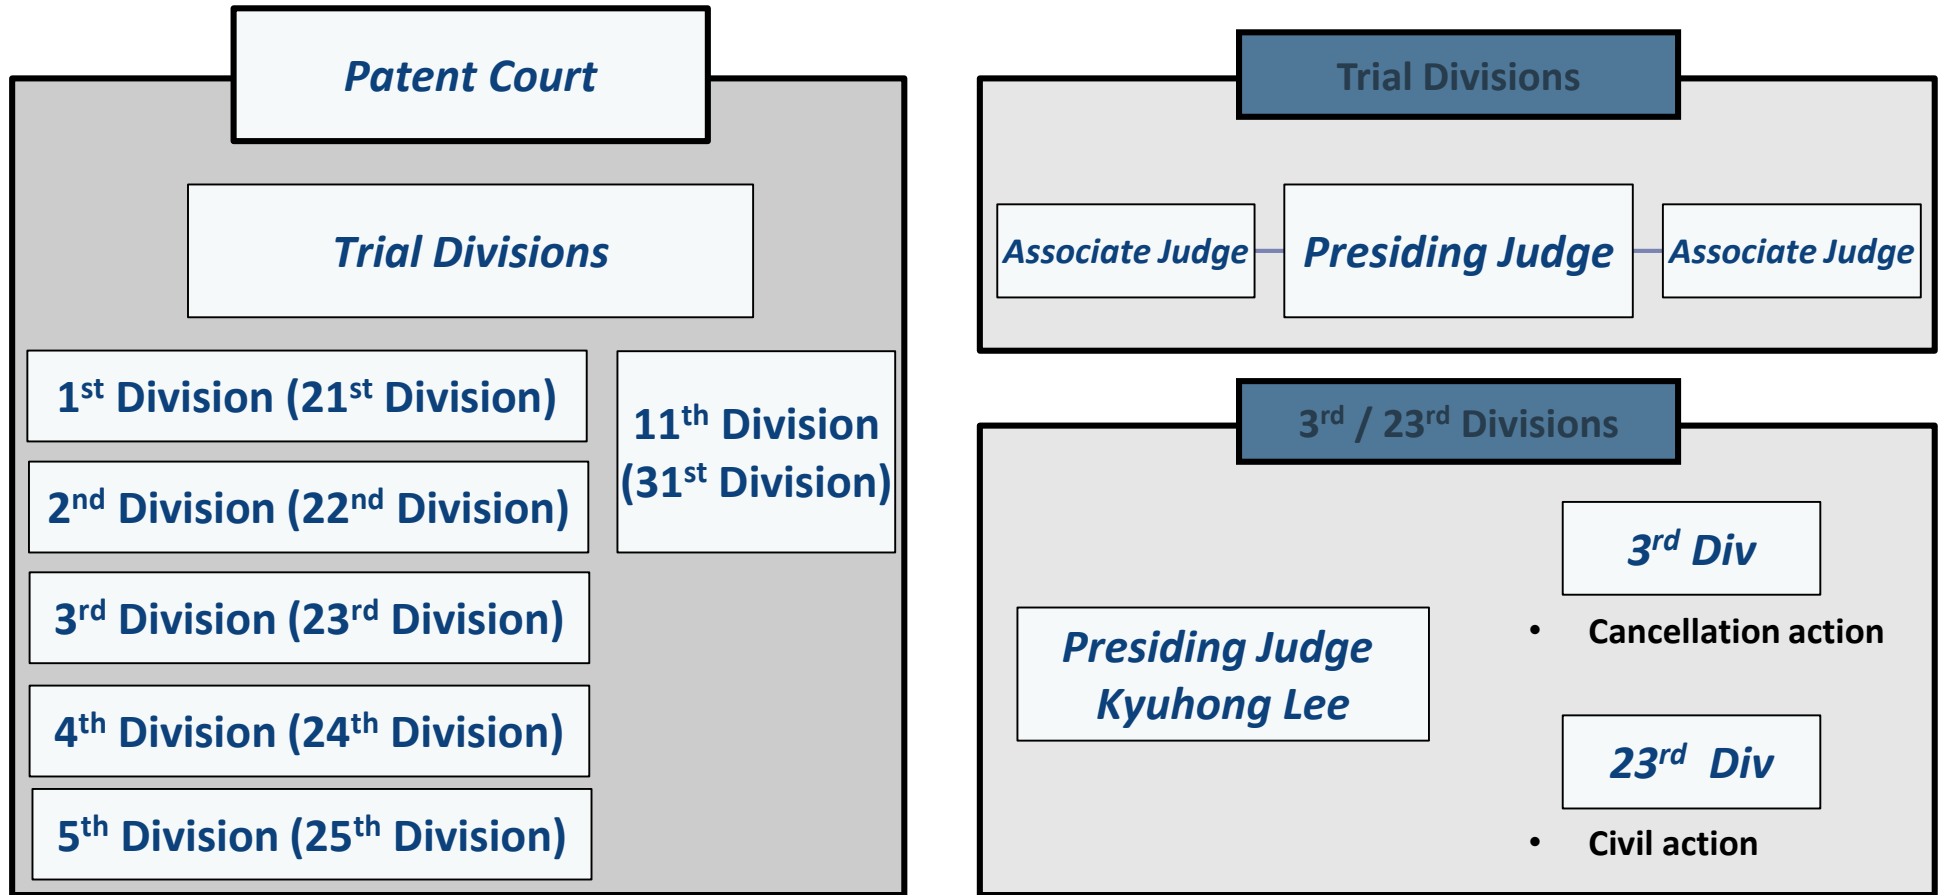 Patent Court
Trial Divisions
1st Division (21st Division)
2nd Division (22nd Division)
3rd Division (23rd Division)
4th Division (24th Division)
5th Division (25th Division)
11th Division
(31st Division)
Trial Divisions
Associate Judge
Presiding Judge
Associate Judge
3rd / 23rd Divisions
Presiding Judge
Kyuhong Lee
3rd Div
• Cancellation action
23rd Div
• Civil action